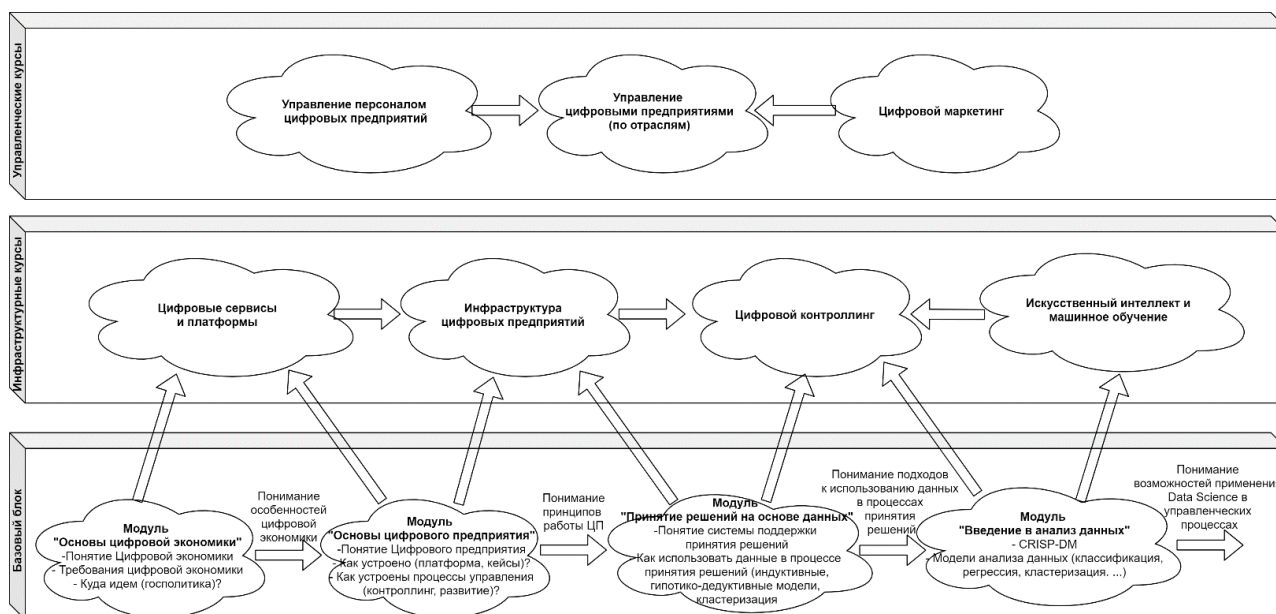 Управленческие курсы
Управление персоналом
цифровых предприятий
Управление
цифровыми предприятиями
(по отраслям)
Цифровой маркетинг
Инфраструктурные курсы
Цифровые сервисы
и платформы
Инфраструктура
цифровых предприятий
Цифровой контроллинг
Искусственный интеллект и
машинное обучение
Базовый блок
Модуль
"Основы цифровой экономики"
-Понятие Цифровой экономики
- Требования цифровой экономики
- Куда идем (госполитика)?
Понимание
особенностей
цифровой
экономики
Модуль
"Основы цифрового предприятия"
-Понятие Цифрового предприятия
- Как устроено (платформа, кейсы)?
- Как устроены процессы управления
(контроллинг, развитие)?
Понимание
принципов
работы ЦП
Модуль
"Принятие решений на основе данных"
-Понятие системы поддержки
принятия решений
- Как использовать данные в процессе
принятия решений (индуктивные,
гипотико-дедуктивные модели,
кластеризация
Понимание подходов
к использованию данных
в процессах
принятия
решений
Модуль
"Введение в анализ данных"
- CRISP-DM
Модели анализа данных (классификация,
регрессия, кластеризация. ...)
Понимание
возможностей применения
Data Science в
управленческих
процессах